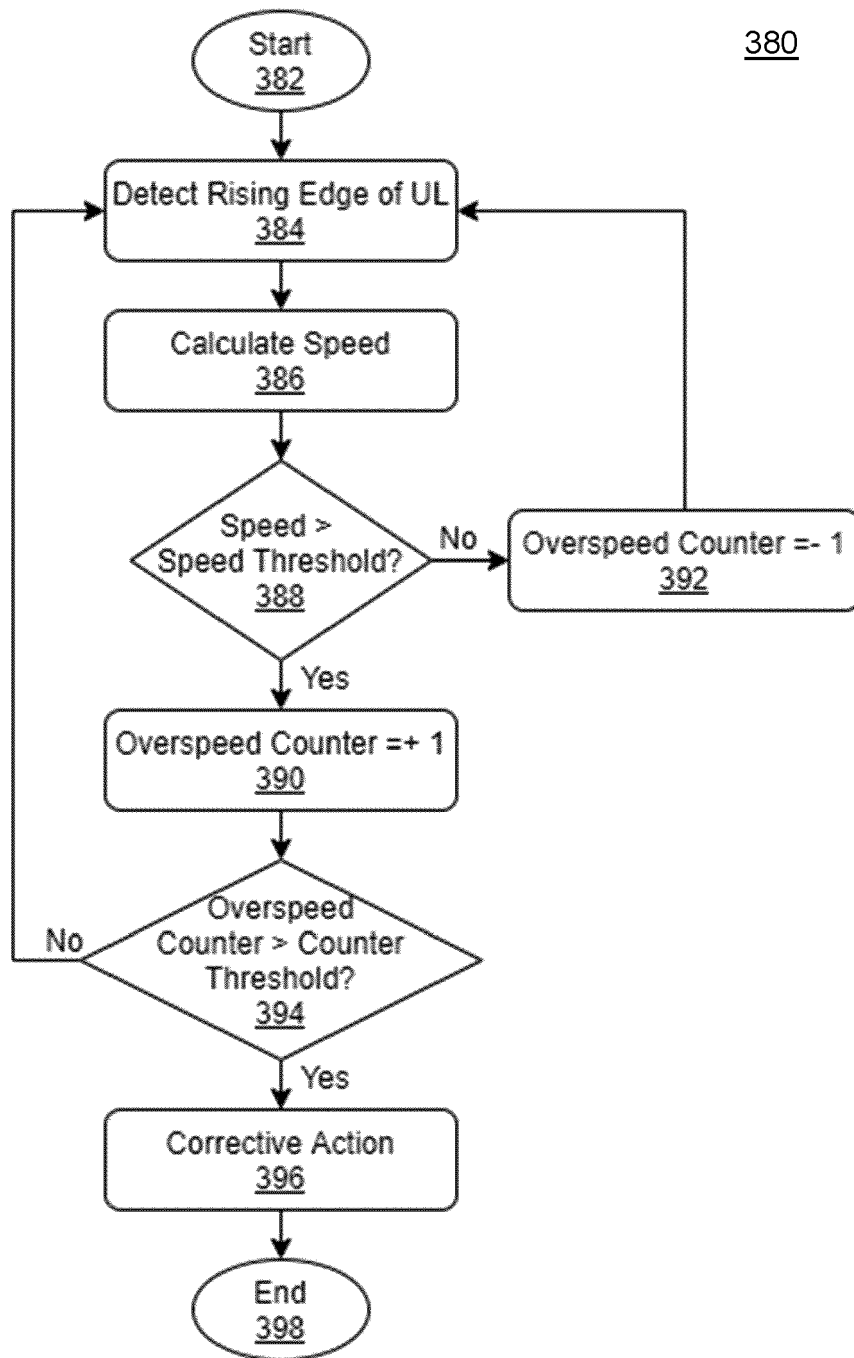 380
Start
382
Detect Rising Edge of UL
384
Calculate Speed
386
Speed >
Speed Threshold?
388
No
Overspeed Counter =- 1
392
Yes
Overspeed Counter =+ 1
390
Overspeed
Counter > Counter
Threshold?
394
No
Yes
Corrective Action
396
End
398